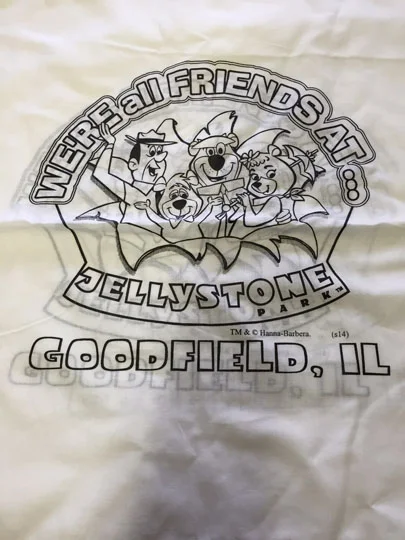 WE'RE all FRIENDS AT...
JELLYSTONE
PARK™
TM & © Hanna-Barbera. (s14)
GOODFIELD, IL